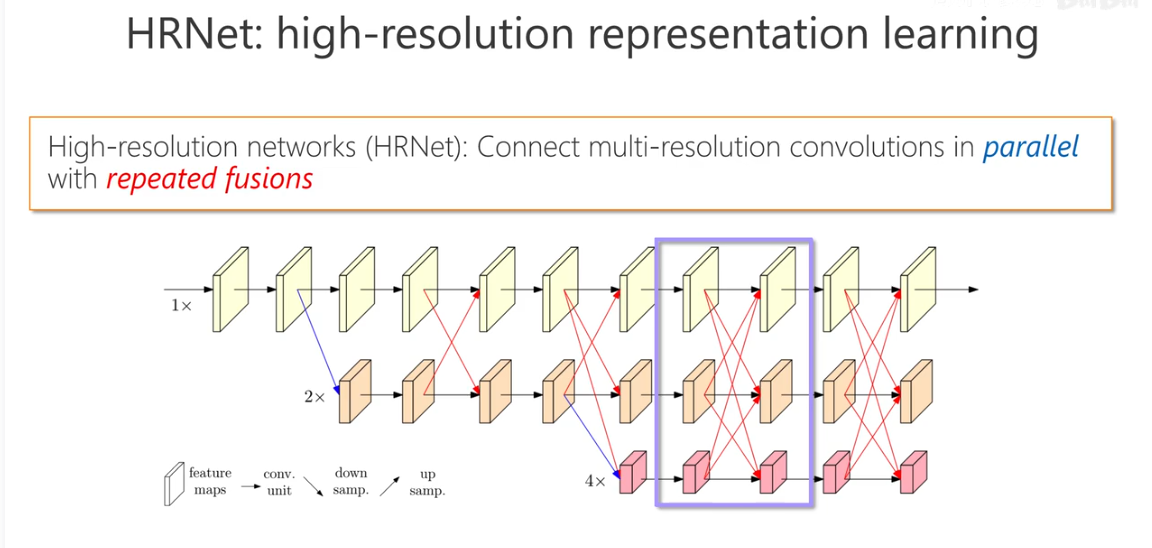 HRNet: high-resolution representation learning
High-resolution networks (HRNet): Connect multi-resolution convolutions in parallel
with repeated fusions
1×
2×
4×
feature
maps
conv.
unit
down
samp.
up
samp.